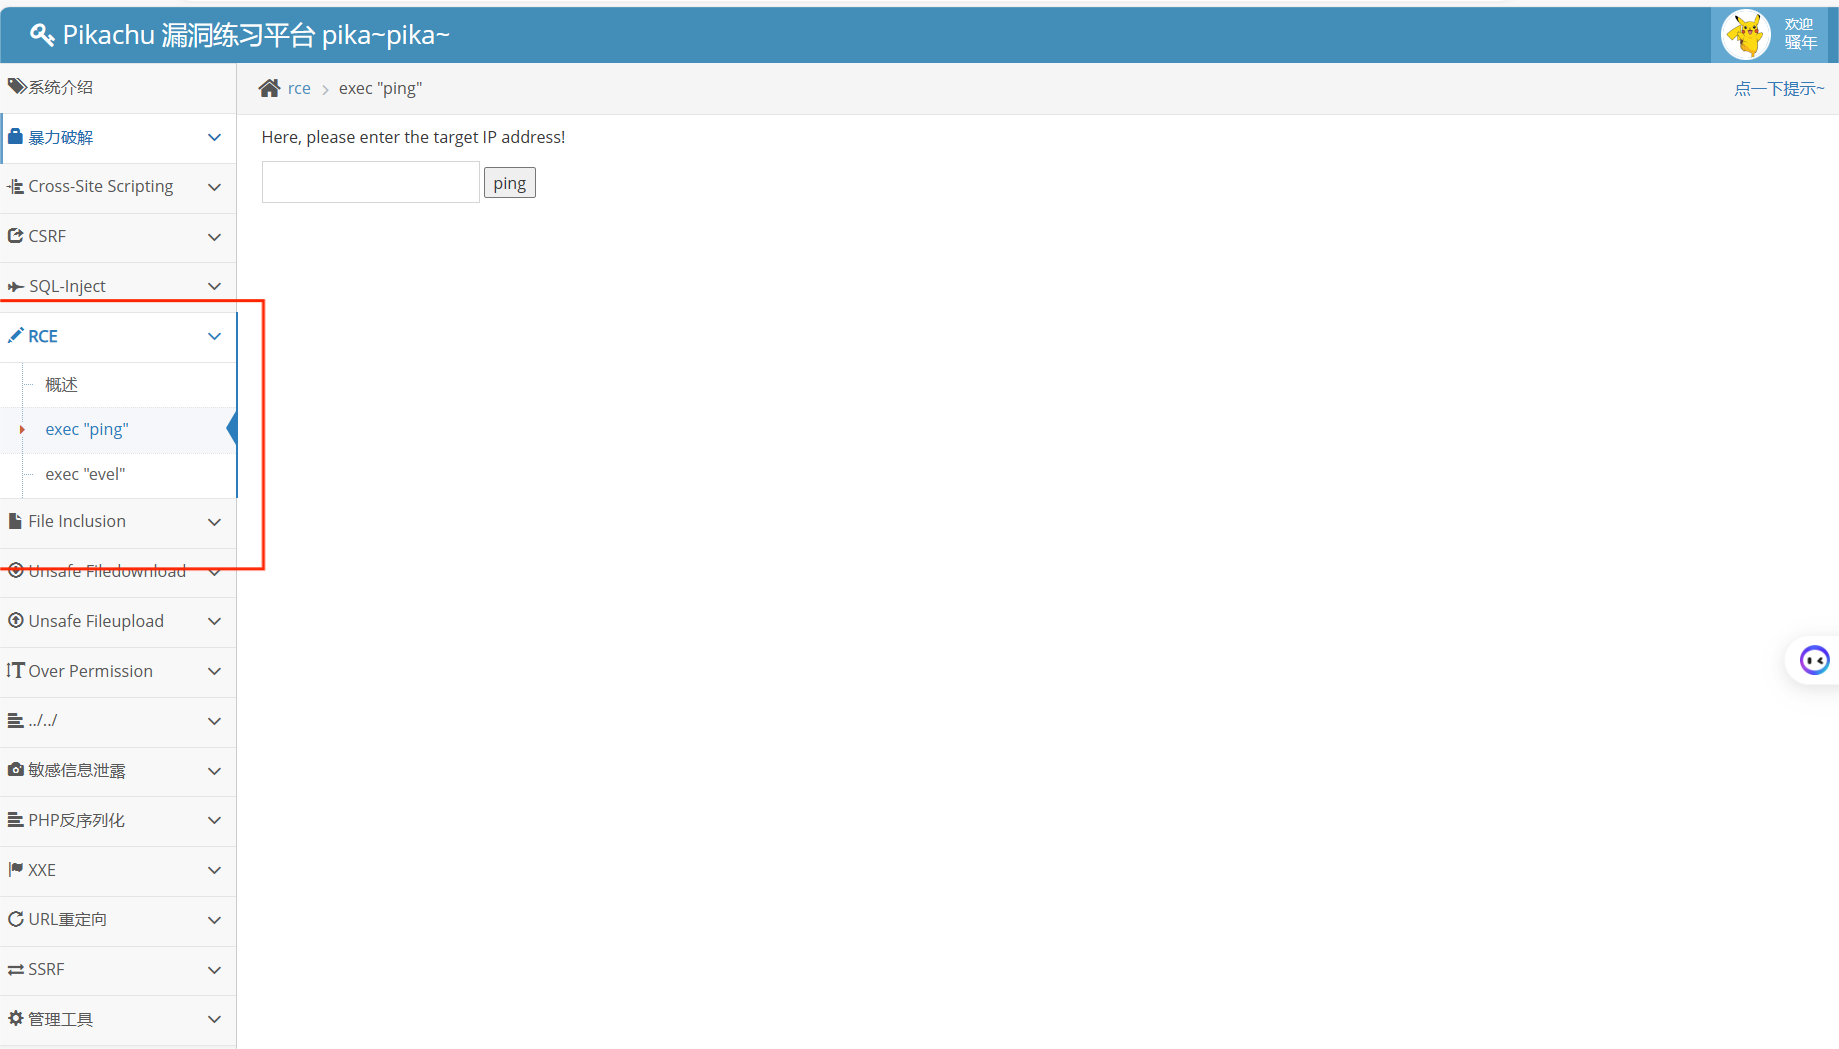 Pikachu 漏洞练习平台 pika~pika~
欢迎
骚年
系统介绍
rce
exec "ping"
点一下提示~
暴力破解
Here, please enter the target IP address!
ping
Cross-Site Scripting
CSRF
SQL-Inject
RCE
概述
exec "ping"
exec "evel"
File Inclusion
Unsafe Filedownload
Unsafe Fileupload
Over Permission
../../
敏感信息泄露
PHP反序列化
XXE
URL重定向
SSRF
管理工具